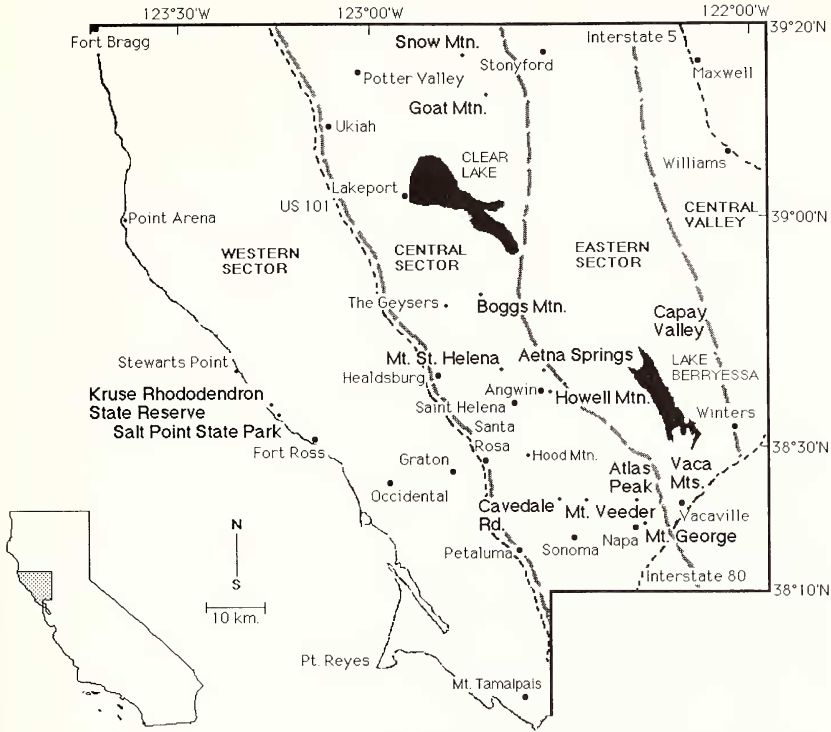 123°30'W
123°00'W
122°00'W
39°20'
Fort Bragg
Snow Mtn.
Interstate 5
Stonyford
Potter Valley
Maxwell
Goat Mtn.
Ukiah
CLEAR
LAKE
Williams
Lakeport
US 101
CENTRAL
VALLEY
Point Arena
39°00'
WESTERN
SECTOR
CENTRAL
SECTOR
EASTERN
SECTOR
The Geysers
Boggs Mtn.
Capay
Valley
Stewarts Point
Mt. St. Helena
Aetna Springs
LAKE
BERRYESSA
Healdsburg
Kruse Rhododendron
State Reserve
Angwin
Howell Mtn.
Saint Helena
Winters
Salt Point State Park
Santa
Rosa
Fort Ross
38°30'
Graton
Hood Mtn.
Atlas
Peak
Vaca
Mts.
Occidental
Cavedale
Rd.
Mt. Veeder
Vacaville
Petaluma
Sonoma
Napa
Mt. George
N
S
Interstate 80
38°10'
10 km.
Pt. Reyes
Mt. Tamalpais